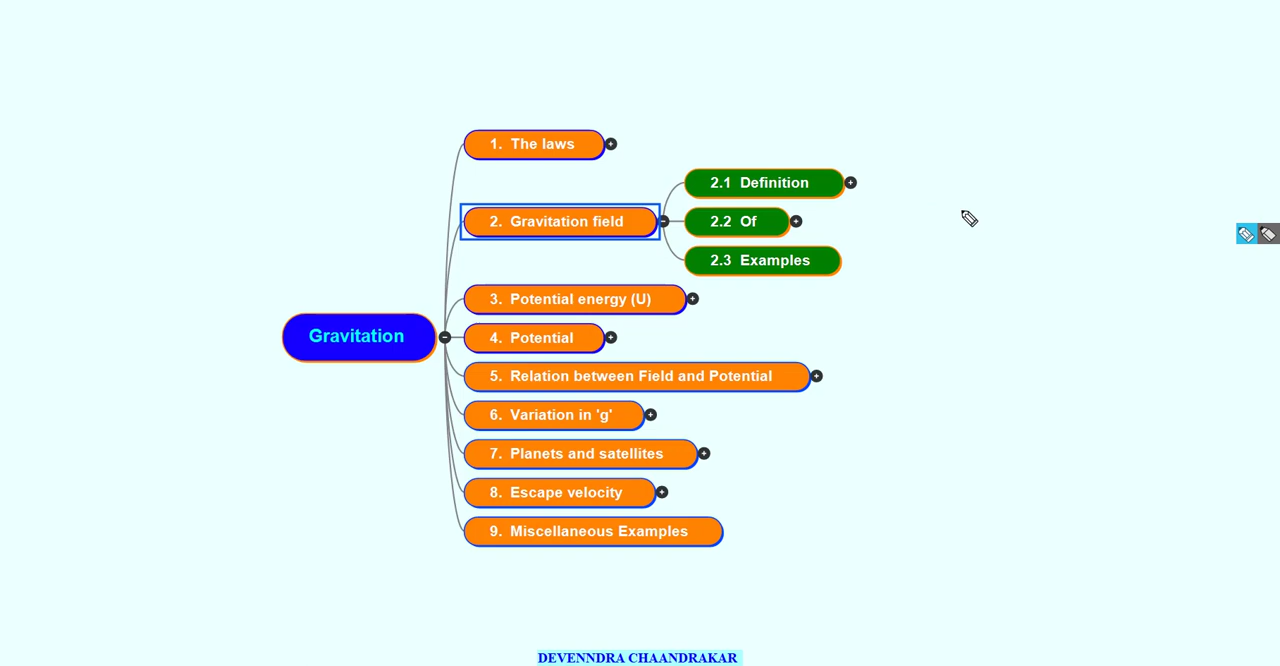 Gravitation
1. The laws
2. Gravitation field
2.1 Definition
2.2 Of
2.3 Examples
3. Potential energy (U)
4. Potential
5. Relation between Field and Potential
6. Variation in 'g'
7. Planets and satellites
8. Escape velocity
9. Miscellaneous Examples
DEVENNDRA CHAANDRAKAR